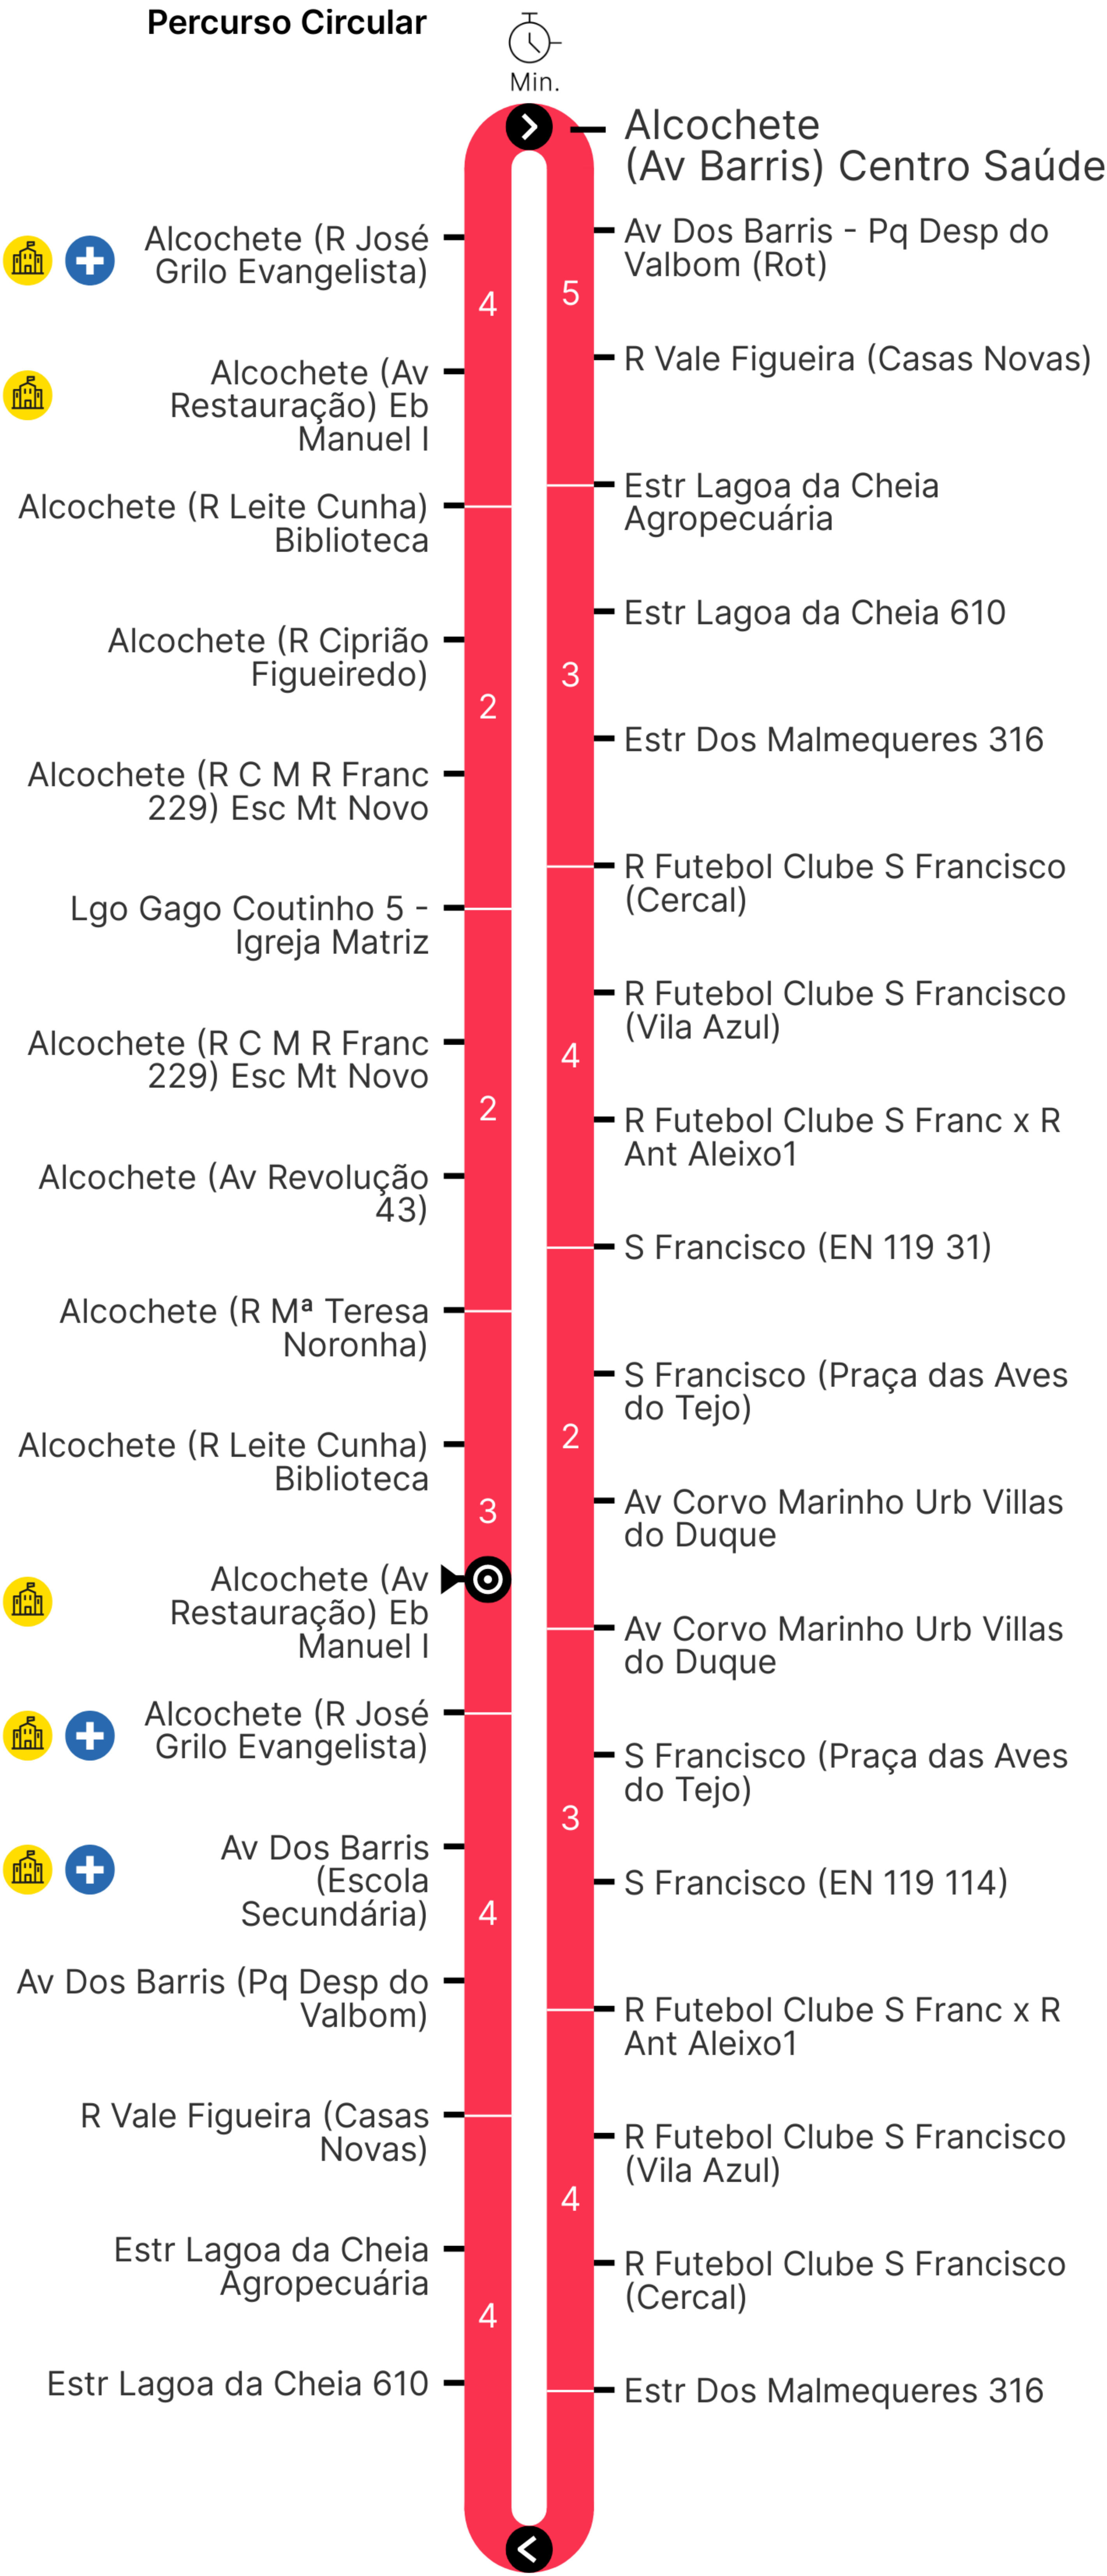 Percurso Circular
Min.
Alcochete
(Av Barris) Centro Saúde
Av Dos Barris - Pq Desp do
Valbom (Rot)
5
R Vale Figueira (Casas Novas)
Estr Lagoa da Cheia
Agropecuária
Estr Lagoa da Cheia 610
3
Estr Dos Malmequeres 316
R Futebol Clube S Francisco
(Cercal)
R Futebol Clube S Francisco
(Vila Azul)
4
R Futebol Clube S Franc x R
Ant Aleixo1
S Francisco (EN 119 31)
S Francisco (Praça das Aves
do Tejo)
2
Av Corvo Marinho Urb Villas
do Duque
Av Corvo Marinho Urb Villas
do Duque
S Francisco (Praça das Aves
do Tejo)
3
S Francisco (EN 119 114)
R Futebol Clube S Franc x R
Ant Aleixo1
R Futebol Clube S Francisco
(Vila Azul)
4
R Futebol Clube S Francisco
(Cercal)
Estr Dos Malmequeres 316
Alcochete (R José
Grilo Evangelista)
4
Alcochete (Av
Restauração) Eb
Manuel I
Alcochete (R Leite Cunha)
Biblioteca
Alcochete (R Ciprião
Figueiredo)
2
Alcochete (R C M R Franc
229) Esc Mt Novo
Lgo Gago Coutinho 5 -
Igreja Matriz
Alcochete (R C M R Franc
229) Esc Mt Novo
2
Alcochete (Av Revolução
43)
Alcochete (R Mª Teresa
Noronha)
Alcochete (R Leite Cunha)
Biblioteca
3
Alcochete (Av
Restauração) Eb
Manuel I
Alcochete (R José
Grilo Evangelista)
Av Dos Barris
(Escola
Secundária)
4
Av Dos Barris (Pq Desp do
Valbom)
R Vale Figueira (Casas
Novas)
Estr Lagoa da Cheia
Agropecuária
4
Estr Lagoa da Cheia 610